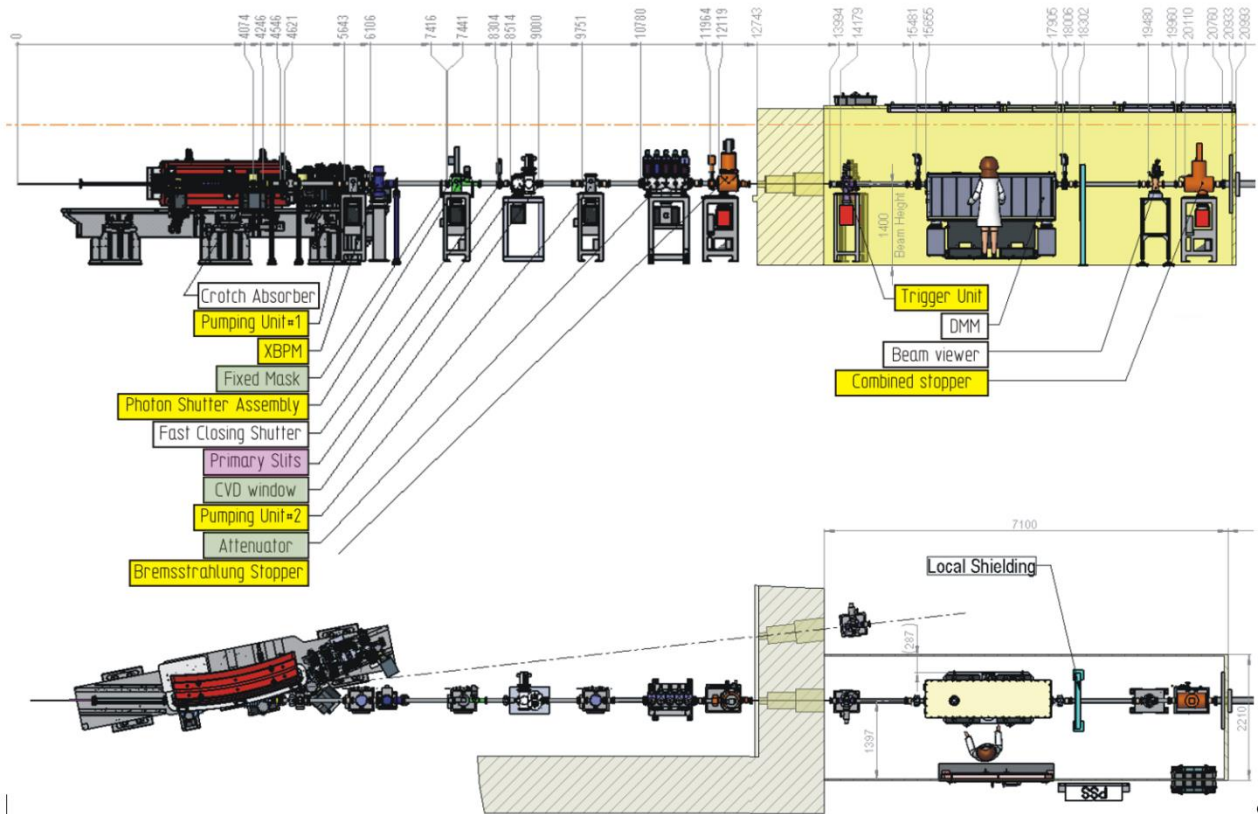 0
4074
4246
4546
4621
5643
6106
7416
7441
8304
8514
9000
9751
10780
11964
12119
12743
13994
14179
15481
15655
17905
18006
18302
19480
19960
20110
20760
20933
20993
1400
Beam Height
Crotch Absorber
Pumping Unit#1
XBPM
Fixed Mask
Photon Shutter Assembly
Fast Closing Shutter
Primary Slits
CVD window
Pumping Unit#2
Attenuator
Bremsstrahlung Stopper
Trigger Unit
DMM
Beam viewer
Combined stopper
7100
Local Shielding
287
1397
2210
PSS